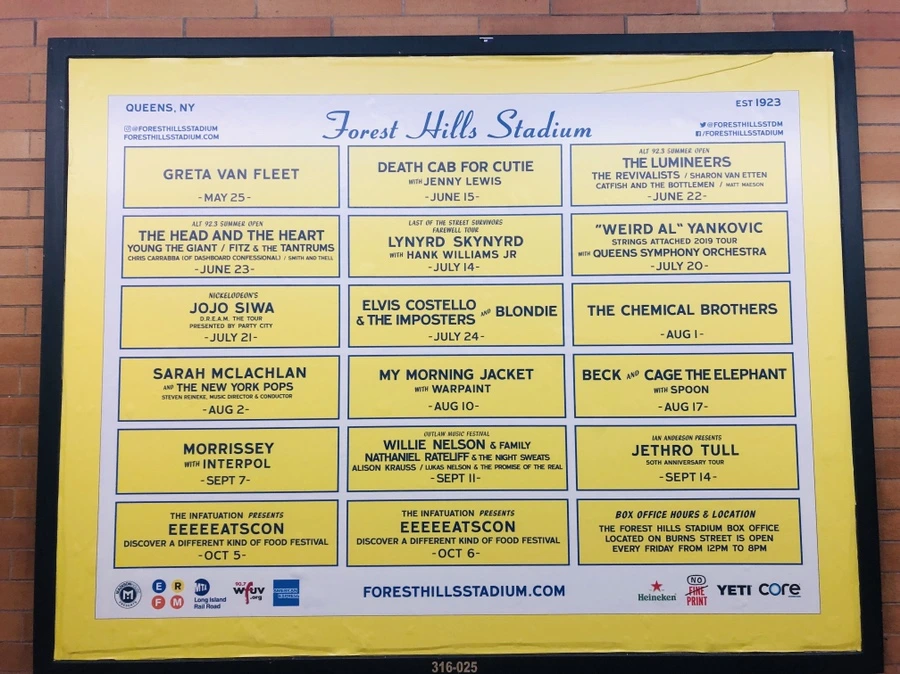 QUEENS, NY
EST 1923
Forest Hills Stadium
@FORESTHILLSSTADIUM
FORESTHILLSSTADIUM.COM
@FORESTHILLSSTDM
/FORESTHILLSSTADIUM
GRETA VAN FLEET
-MAY 25-
DEATH CAB FOR CUTIE
WITH JENNY LEWIS
-JUNE 15-
ALT 92.3 SUMMER OPEN
THE LUMINEERS
THE REVIVALISTS / SHARON VAN ETTEN
CATFISH AND THE BOTTLEMEN / MATT MAESON
-JUNE 22-
ALT 92.3 SUMMER OPEN
THE HEAD AND THE HEART
YOUNG THE GIANT / FITZ & THE TANTRUMS
CHRIS CARRABBA (OF DASHBOARD CONFESSIONAL) / SMITH AND THELL
-JUNE 23-
LAST OF THE STREET SURVIVORS
FAREWELL TOUR
LYNYRD SKYNYRD
WITH HANK WILLIAMS JR
-JULY 14-
"WEIRD AL" YANKOVIC
STRINGS ATTACHED 2019 TOUR
WITH QUEENS SYMPHONY ORCHESTRA
-JULY 20-
NICKELODEON'S
JOJO SIWA
D.R.E.A.M. THE TOUR
PRESENTED BY PARTY CITY
-JULY 21-
ELVIS COSTELLO
& THE IMPOSTERS AND BLONDIE
-JULY 24-
THE CHEMICAL BROTHERS
-AUG 1-
SARAH MCLACHLAN
AND THE NEW YORK POPS
STEVEN REINEKE, MUSIC DIRECTOR & CONDUCTOR
-AUG 2-
MY MORNING JACKET
WITH WARPAINT
-AUG 10-
BECK AND CAGE THE ELEPHANT
WITH SPOON
-AUG 17-
MORRISSEY
WITH INTERPOL
-SEPT 7-
OUTLAW MUSIC FESTIVAL
WILLIE NELSON & FAMILY
NATHANIEL RATELIFF & THE NIGHT SWEATS
ALISON KRAUSS / LUKAS NELSON & THE PROMISE OF THE REAL
-SEPT 11-
IAN ANDERSON PRESENTS
JETHRO TULL
50TH ANNIVERSARY TOUR
-SEPT 14-
THE INFATUATION PRESENTS
EEEEEATSCON
DISCOVER A DIFFERENT KIND OF FOOD FESTIVAL
-OCT 5-
THE INFATUATION PRESENTS
EEEEEATSCON
DISCOVER A DIFFERENT KIND OF FOOD FESTIVAL
-OCT 6-
BOX OFFICE HOURS & LOCATION
THE FOREST HILLS STADIUM BOX OFFICE
LOCATED ON BURNS STREET IS OPEN
EVERY FRIDAY FROM 12PM TO 8PM
M
E R
F M
MTA
Long Island
Rail Road
90.7
wfuv
.org
AMERICAN
EXPRESS
FORESTHILLSSTADIUM.COM
Heineken
NO
FINE
PRINT
YETI
core
316-025